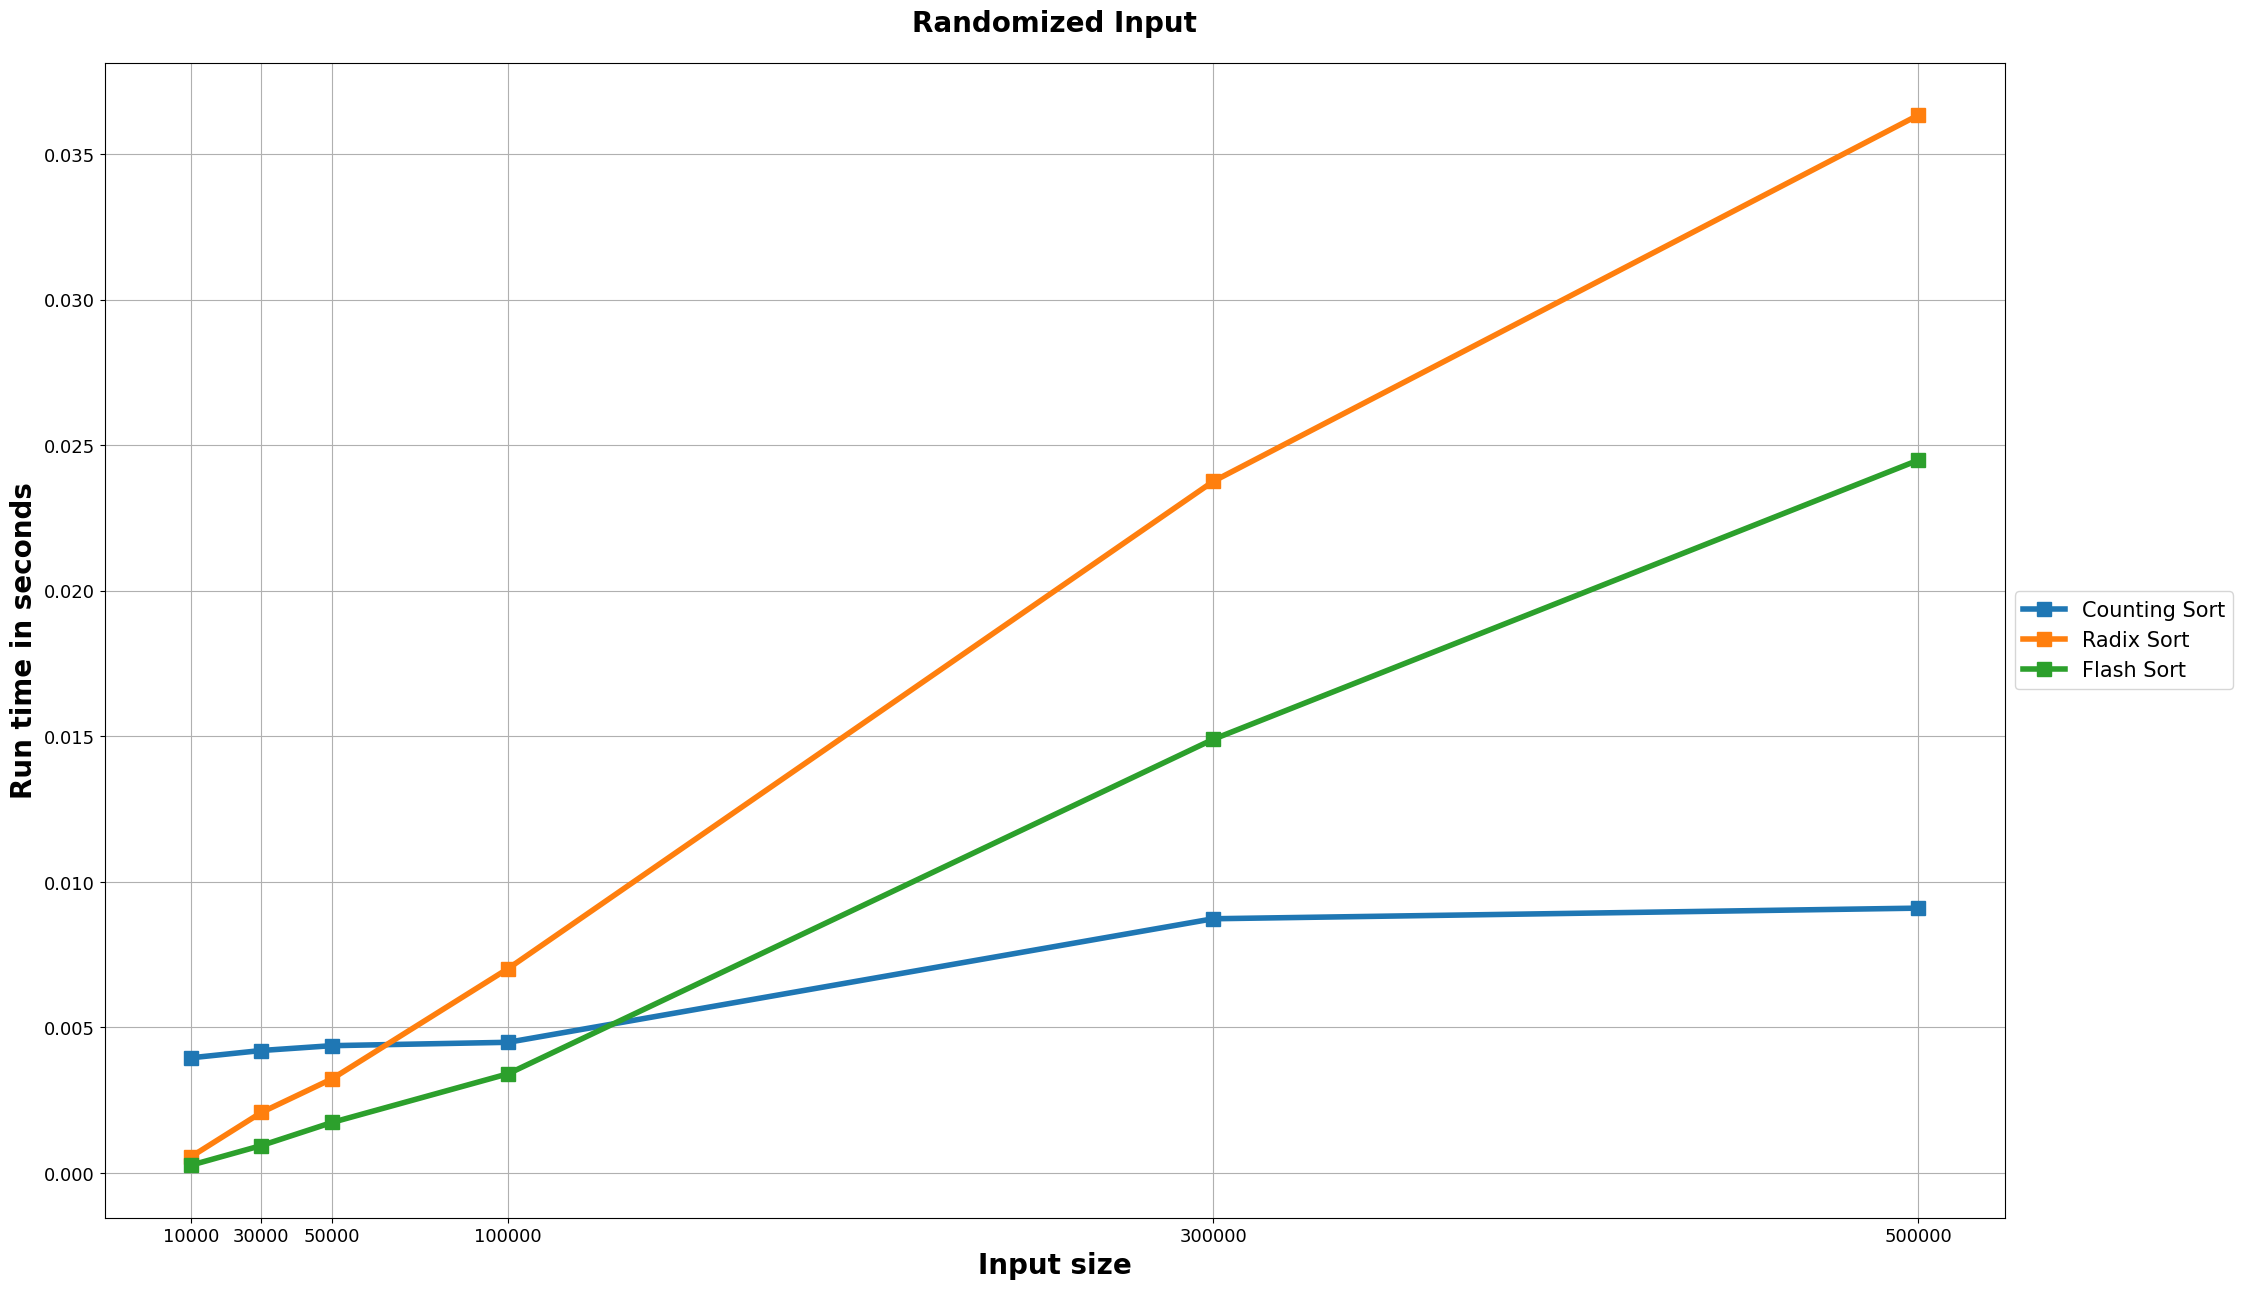 Randomized Input
0.035
0.030
0.025
0.020
0.015
0.010
0.005
0.000
Run time in seconds
10000 30000 50000 100000 300000 500000
Input size
Counting Sort
Radix Sort
Flash Sort